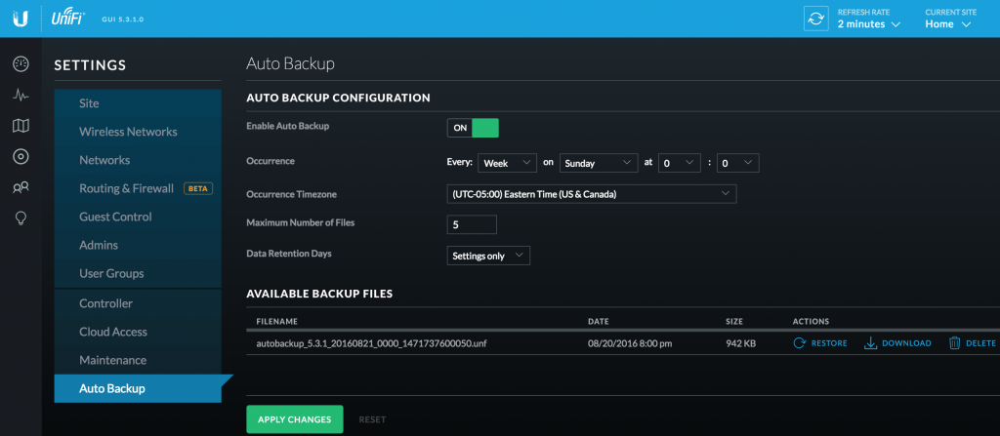 UniFi GUI 5.3.1.0 REFRESH RATE CURRENT SITE
2 minutes Home
SETTINGS
Site
Wireless Networks
Networks
Routing & Firewall BETA
Guest Control
Admins
User Groups
Controller
Cloud Access
Maintenance
Auto Backup
Auto Backup
AUTO BACKUP CONFIGURATION
Enable Auto Backup ON
Occurrence Every: Week on Sunday at 0 : 0
Occurrence Timezone (UTC-05:00) Eastern Time (US & Canada)
Maximum Number of Files 5
Data Retention Days Settings only
AVAILABLE BACKUP FILES
FILENAME DATE SIZE ACTIONS
autobackup_5.3.1_20160821_0000_1471737600050.unf 08/20/2016 8:00 pm 942 KB RESTORE DOWNLOAD DELETE
APPLY CHANGES RESET